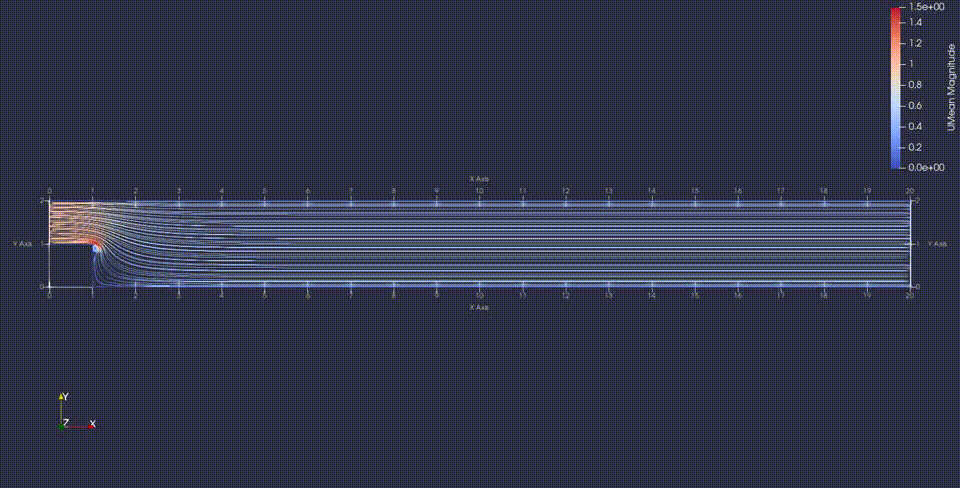 1.5e+00
1.4
1.2
1
0.8
0.6
0.4
0.2
0.0e+00
UMean Magnitude
X Axis
0 1 2 3 4 5 6 7 8 9 10 11 12 13 14 15 16 17 18 19 20
2 2
Y Axis 1 1 Y Axis
0 0
0 1 2 3 4 5 6 7 8 9 10 11 12 13 14 15 16 17 18 19 20
X Axis
Y
Z X